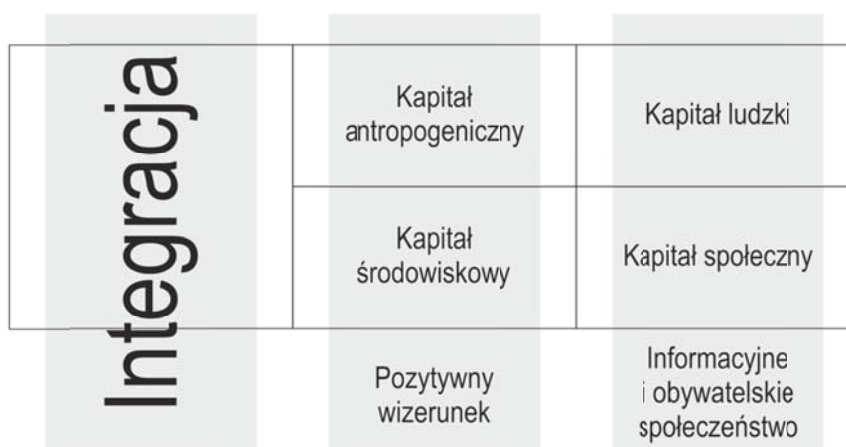 Integracja
Kapitał
antropogeniczny
Kapitał ludzki
Kapitał
środowiskowy
Kapitał społeczny
Pozytywny
wizerunek
Informacyjne
i obywatelskie
społeczeństwo